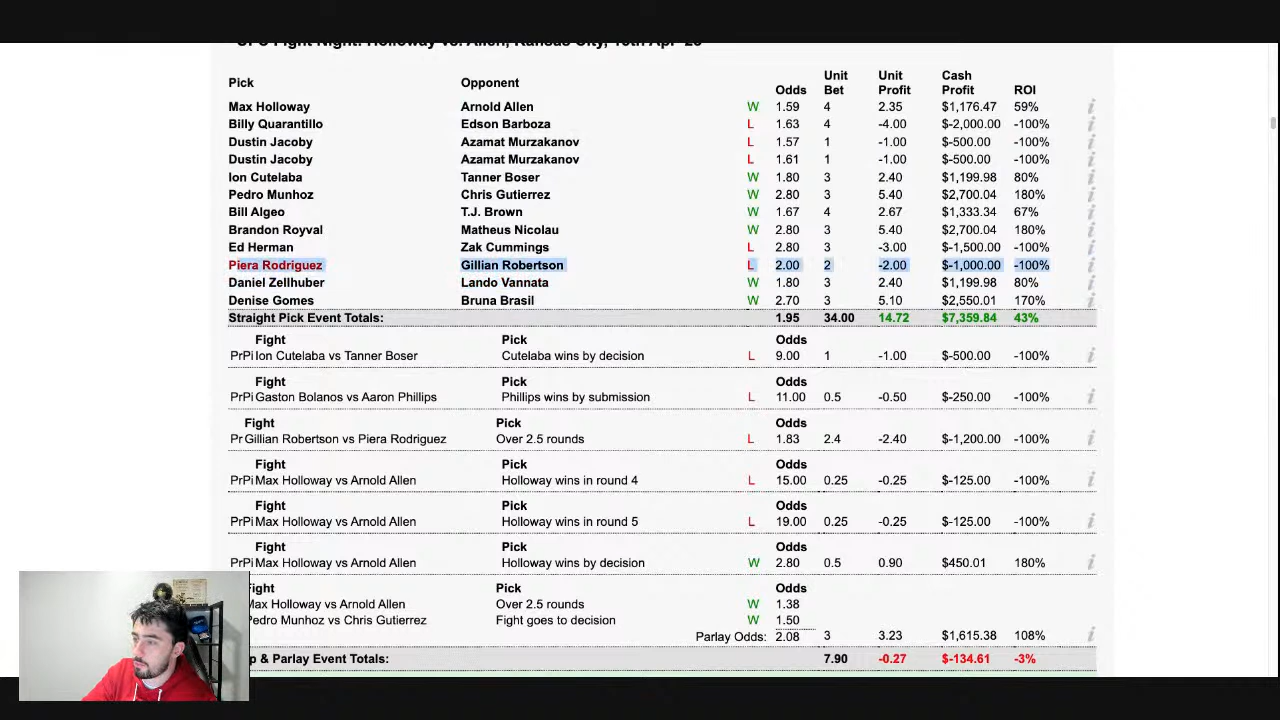 UFC Fight Night: Holloway vs. Allen, Kansas City, 15th Apr '23
Pick Opponent Odds Unit Bet Unit Profit Cash Profit ROI
Max Holloway Arnold Allen W 1.59 4 2.35 $1,176.47 59%
Billy Quarantillo Edson Barboza L 1.63 4 -4.00 $-2,000.00 -100%
Dustin Jacoby Azamat Murzakanov L 1.57 1 -1.00 $-500.00 -100%
Dustin Jacoby Azamat Murzakanov L 1.61 1 -1.00 $-500.00 -100%
Ion Cutelaba Tanner Boser W 1.80 3 2.40 $1,199.98 80%
Pedro Munhoz Chris Gutierrez W 2.80 3 5.40 $2,700.04 180%
Bill Algeo T.J. Brown W 1.67 4 2.67 $1,333.34 67%
Brandon Royval Matheus Nicolau W 2.80 3 5.40 $2,700.04 180%
Ed Herman Zak Cummings L 2.80 3 -3.00 $-1,500.00 -100%
Piera Rodriguez Gillian Robertson L 2.00 2 -2.00 $-1,000.00 -100%
Daniel Zellhuber Lando Vannata W 1.80 3 2.40 $1,199.98 80%
Denise Gomes Bruna Brasil W 2.70 3 5.10 $2,550.01 170%
Straight Pick Event Totals: 1.95 34.00 14.72 $7,359.84 43%
Fight Pick Odds
PrPi Ion Cutelaba vs Tanner Boser Cutelaba wins by decision L 9.00 1 -1.00 $-500.00 -100%
Fight Pick Odds
PrPi Gaston Bolanos vs Aaron Phillips Phillips wins by submission L 11.00 0.5 -0.50 $-250.00 -100%
Fight Pick Odds
Pr Gillian Robertson vs Piera Rodriguez Over 2.5 rounds L 1.83 2.4 -2.40 $-1,200.00 -100%
Fight Pick Odds
PrPi Max Holloway vs Arnold Allen Holloway wins in round 4 L 15.00 0.25 -0.25 $-125.00 -100%
Fight Pick Odds
PrPi Max Holloway vs Arnold Allen Holloway wins in round 5 L 19.00 0.25 -0.25 $-125.00 -100%
Fight Pick Odds
PrPi Max Holloway vs Arnold Allen Holloway wins by decision W 2.80 0.5 0.90 $450.01 180%
Fight Pick Odds
Max Holloway vs Arnold Allen Over 2.5 rounds W 1.38
Pedro Munhoz vs Chris Gutierrez Fight goes to decision W 1.50
Parlay Odds: 2.08 3 3.23 $1,615.38 108%
p & Parlay Event Totals: 7.90 -0.27 $-134.61 -3%